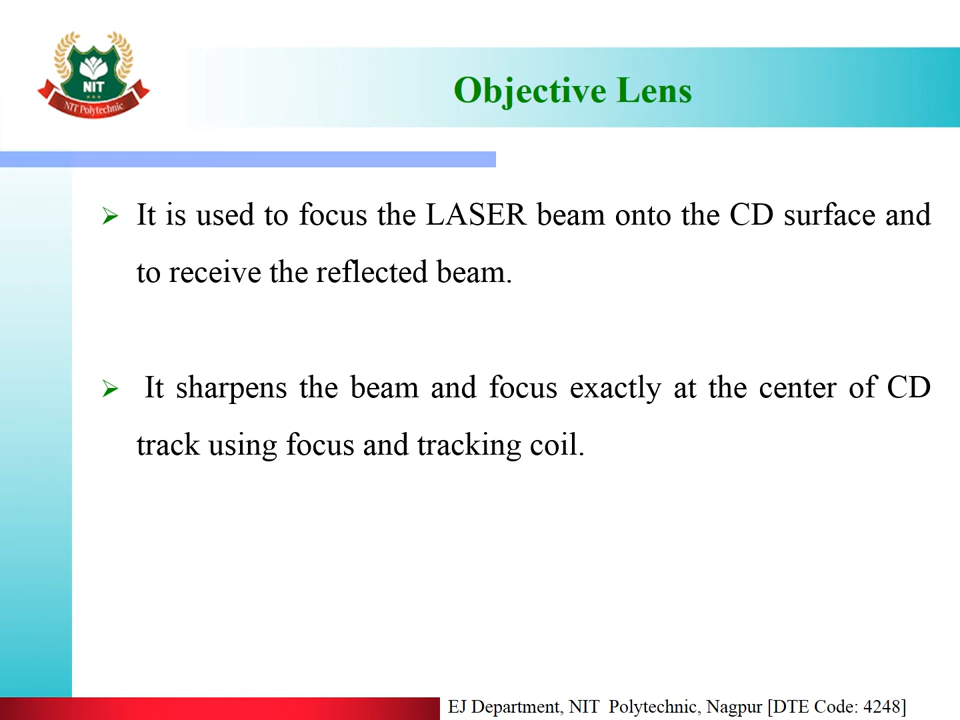 NIT
NIT Polytechnic
Objective Lens
It is used to focus the LASER beam onto the CD surface and
to receive the reflected beam.
It sharpens the beam and focus exactly at the center of CD
track using focus and tracking coil.
EJ Department, NIT Polytechnic, Nagpur [DTE Code: 4248]